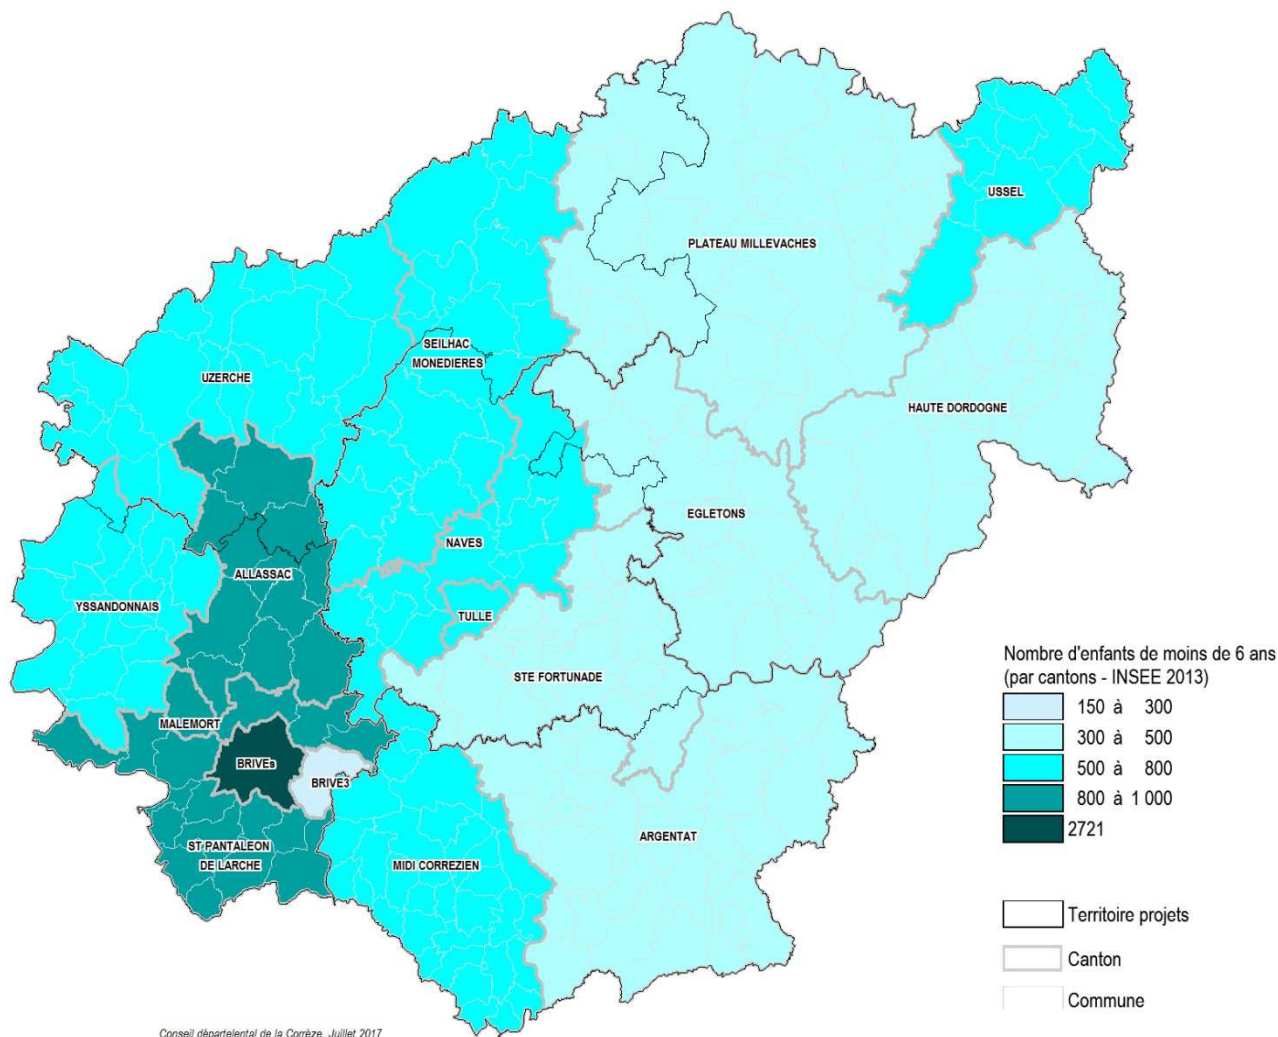 USSEL
PLATEAU MILLEVACHES
SEILHAC
MONEDIERES
UZERCHE
HAUTE DORDOGNE
EGLETONS
NAVES
ALLASSAC
YSSANDONNAIS
TULLE
STE FORTUNADE
MALEMORT
BRIVEs
BRIVE3
ARGENTAT
ST PANTALEON
DE LARCHE
MIDI CORREZIEN
Nombre d'enfants de moins de 6 ans
(par cantons - INSEE 2013)
150 à 300
300 à 500
500 à 800
800 à 1 000
2721
Territoire projets
Canton
Commune
Conseil départelental de la Corrèze, Juillet 2017